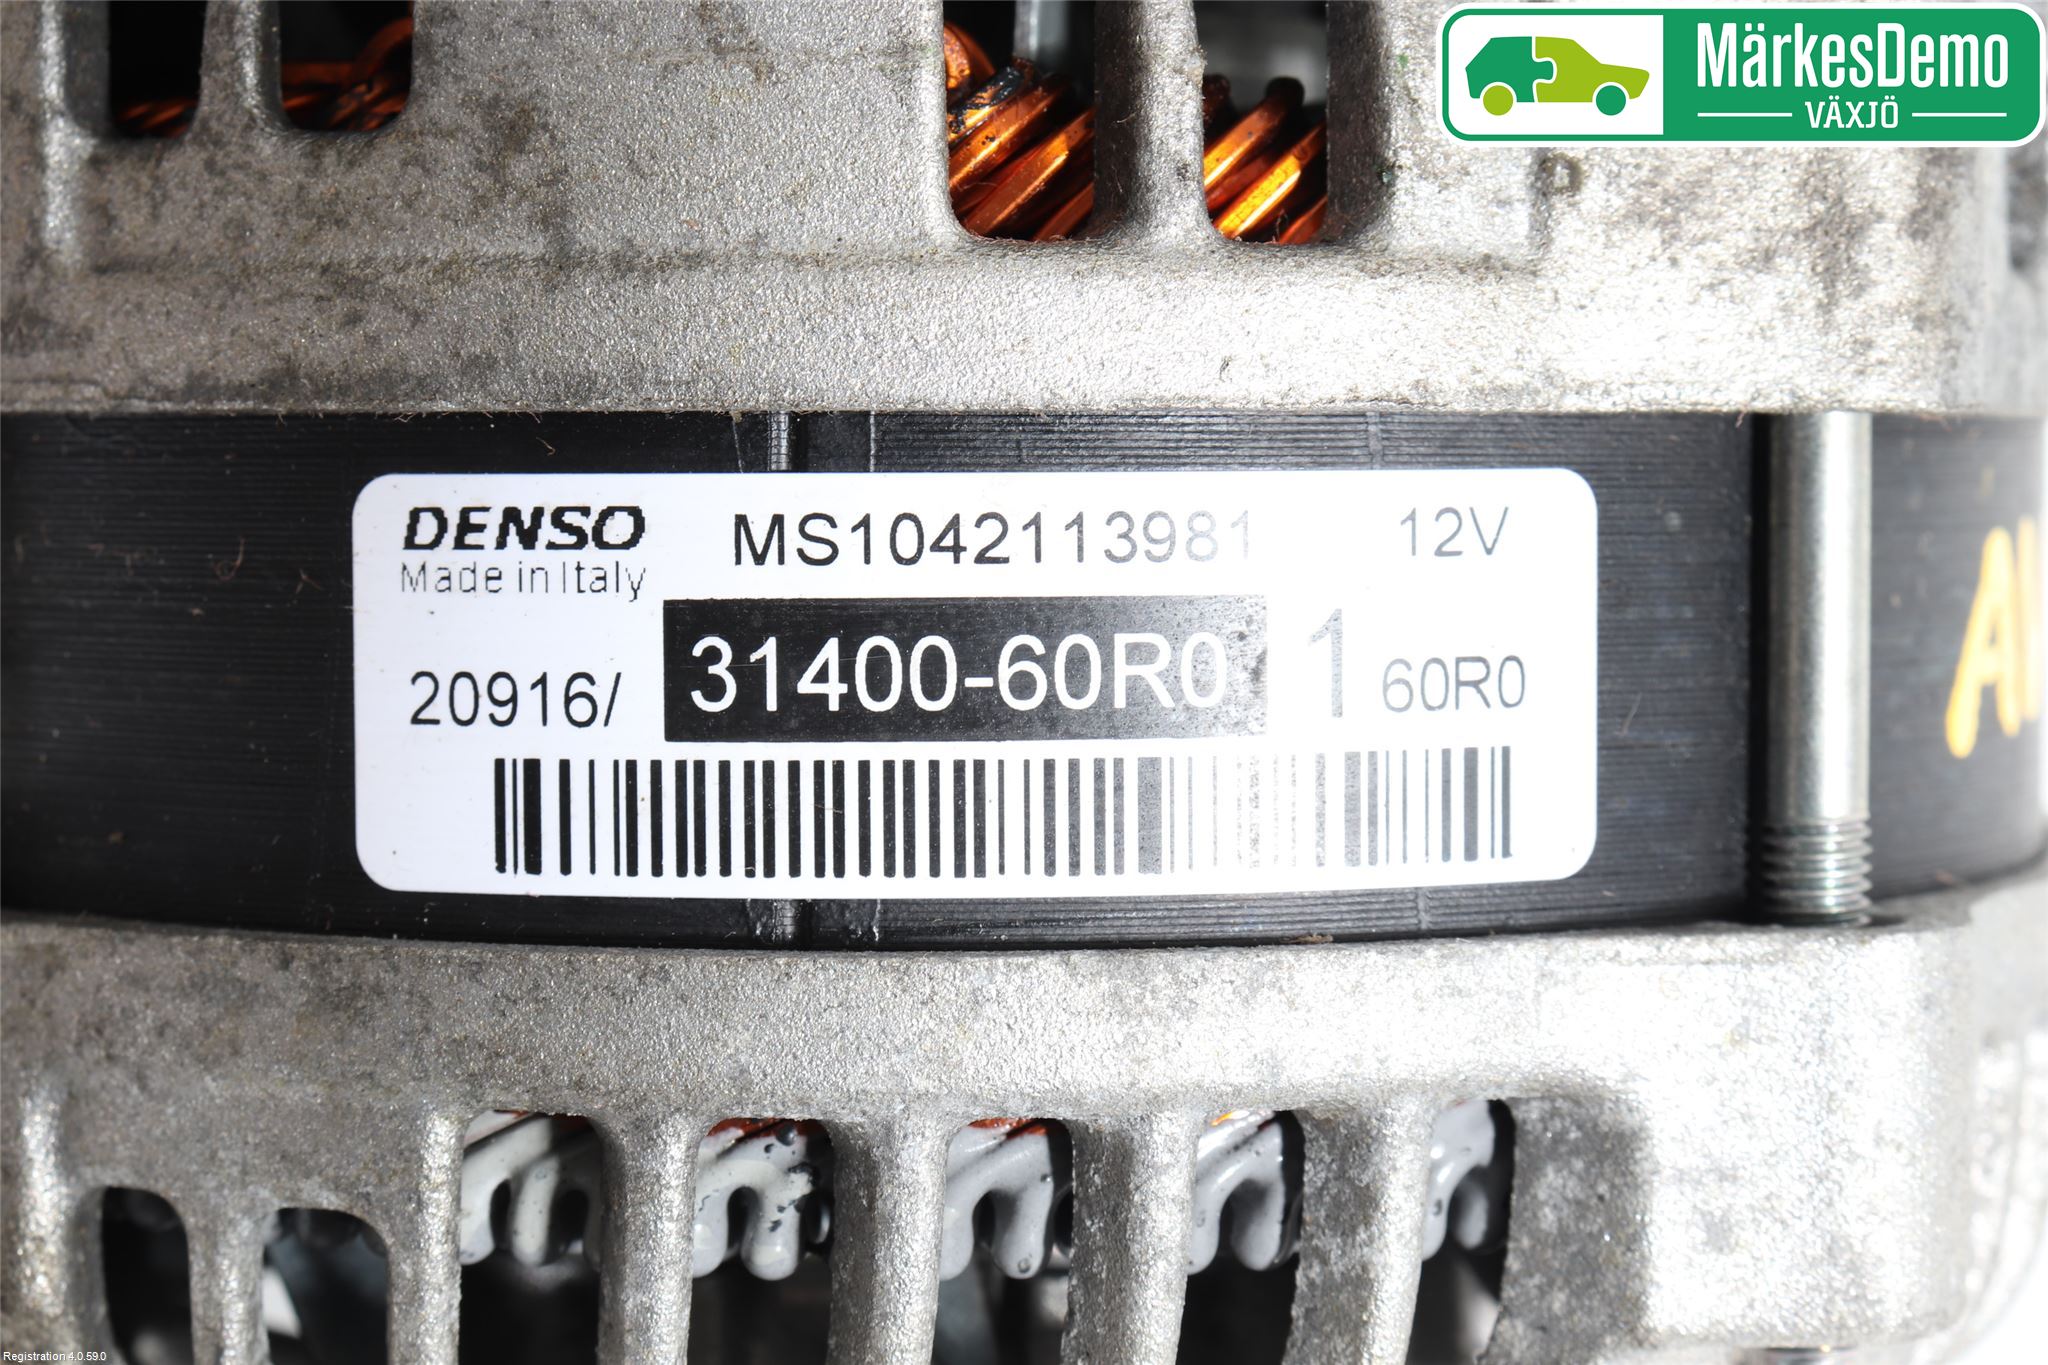 MärkesDemo
VÄXJÖ
DENSO MS1042113981 12V
Made in Italy
20916/ 31400-60R0 1 60R0
Registration 4.0.59.0